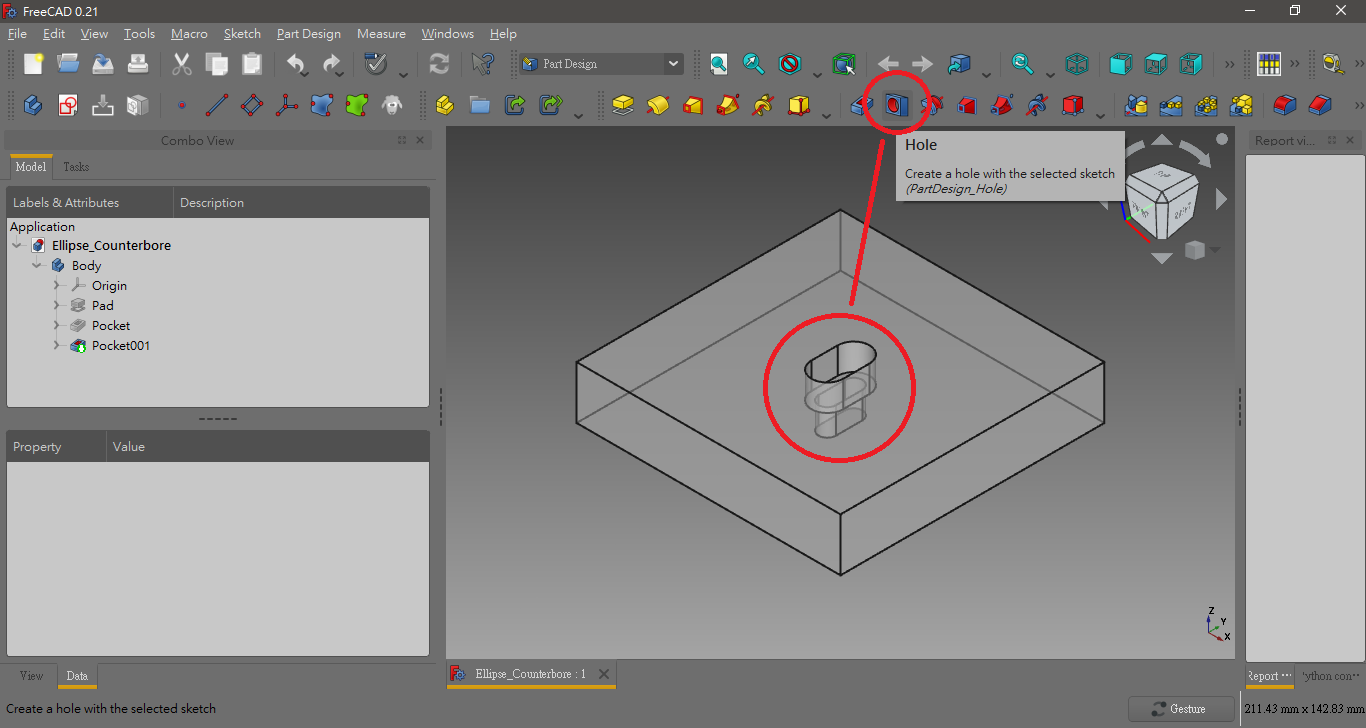 FreeCAD 0.21
File Edit View Tools Macro Sketch Part Design Measure Windows Help
Part Design
Combo View
Model Tasks
Labels & Attributes Description
Application
Ellipse_Counterbore
Body
Origin
Pad
Pocket
Pocket001
Property Value
View Data
Hole
Create a hole with the selected sketch
(PartDesign_Hole)
Report vi...
Z
Y
X
Ellipse_Counterbore : 1
Report ···
'ython con···
Create a hole with the selected sketch
Gesture
211.43 mm x 142.83 mm